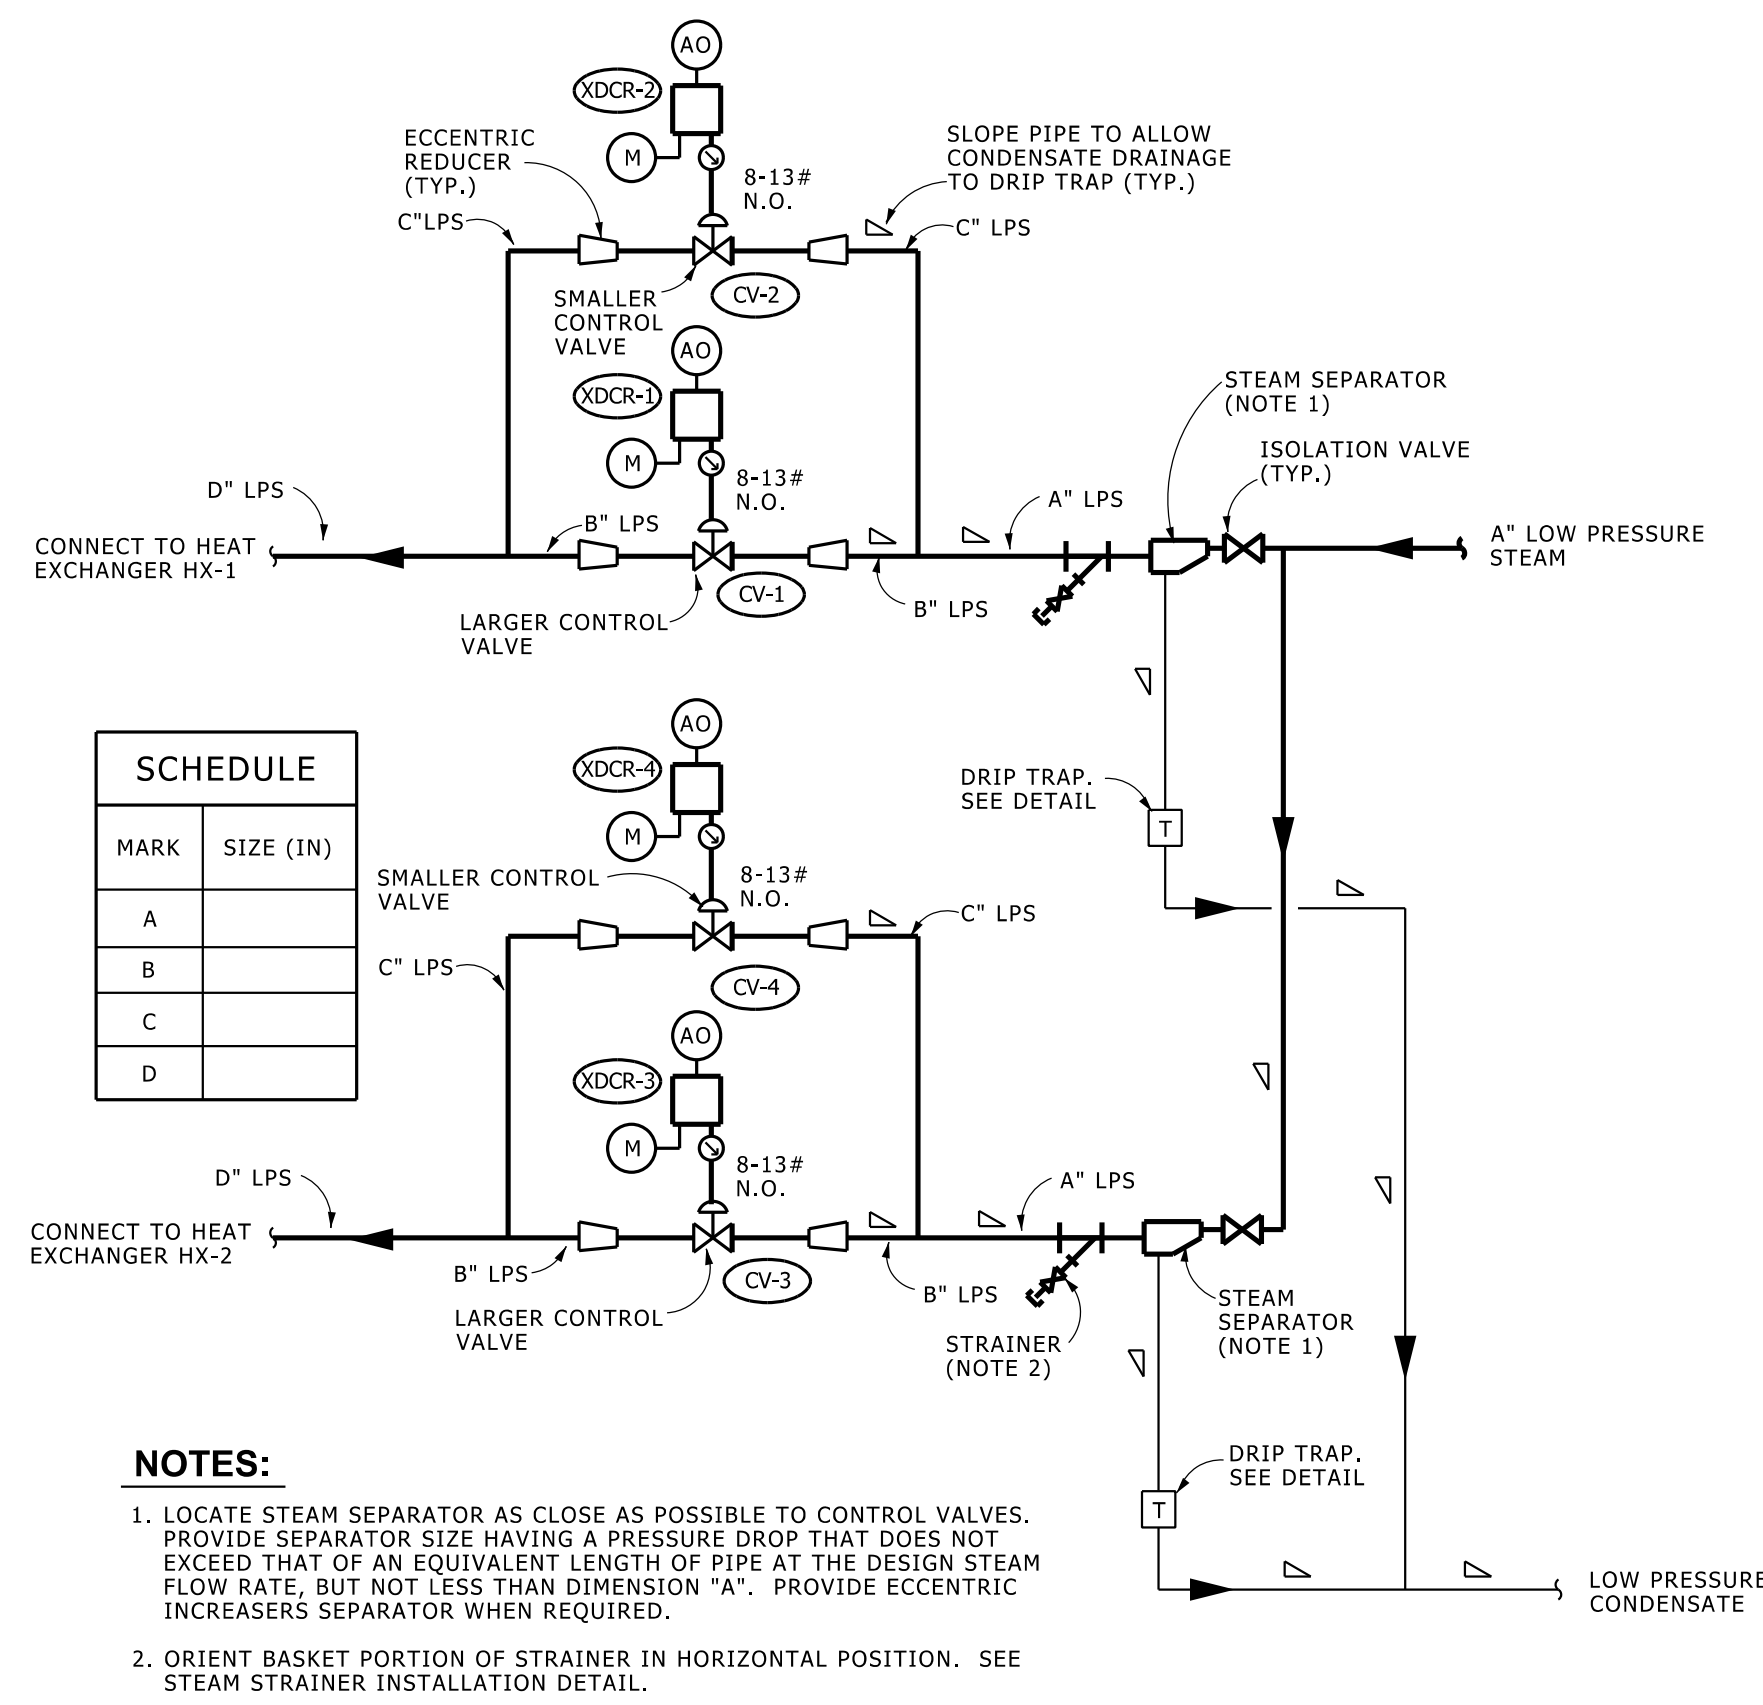 AO
XDCR-2
M
ECCENTRIC
REDUCER
(TYP.)
8-13#
N.O.
SLOPE PIPE TO ALLOW
CONDENSATE DRAINAGE
TO DRIP TRAP (TYP.)
C"LPS
C" LPS
SMALLER
CONTROL
VALVE
CV-2
AO
XDCR-1
M
8-13#
N.O.
STEAM SEPARATOR
(NOTE 1)
ISOLATION VALVE
(TYP.)
D" LPS
B" LPS
A" LPS
CONNECT TO HEAT
EXCHANGER HX-1
A" LOW PRESSURE
STEAM
CV-1
B" LPS
LARGER CONTROL
VALVE
AO
XDCR-4
M
SCHEDULE
MARK SIZE (IN)
A
B
C
D
DRIP TRAP.
SEE DETAIL
T
SMALLER CONTROL
VALVE
8-13#
N.O.
C" LPS
C" LPS
CV-4
AO
XDCR-3
M
8-13#
N.O.
D" LPS
A" LPS
CONNECT TO HEAT
EXCHANGER HX-2
B" LPS
CV-3
B" LPS
LARGER CONTROL
VALVE
STRAINER
(NOTE 2)
STEAM
SEPARATOR
(NOTE 1)
DRIP TRAP.
SEE DETAIL
T
LOW PRESSURE
CONDENSATE
NOTES:
1. LOCATE STEAM SEPARATOR AS CLOSE AS POSSIBLE TO CONTROL VALVES.
PROVIDE SEPARATOR SIZE HAVING A PRESSURE DROP THAT DOES NOT
EXCEED THAT OF AN EQUIVALENT LENGTH OF PIPE AT THE DESIGN STEAM
FLOW RATE, BUT NOT LESS THAN DIMENSION "A". PROVIDE ECCENTRIC
INCREASERS SEPARATOR WHEN REQUIRED.
2. ORIENT BASKET PORTION OF STRAINER IN HORIZONTAL POSITION. SEE
STEAM STRAINER INSTALLATION DETAIL.